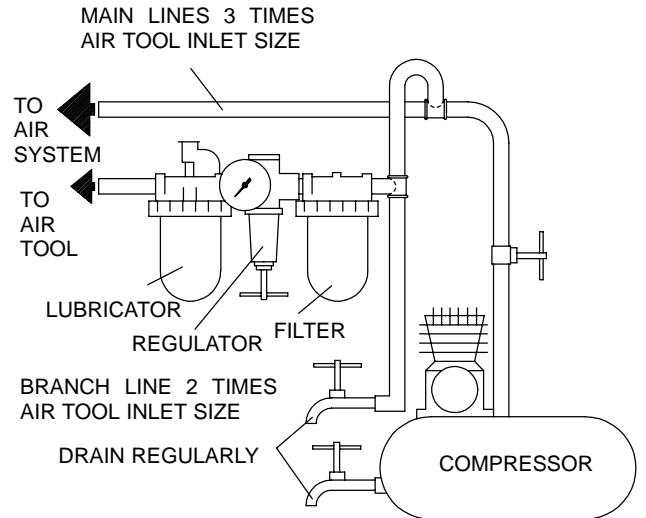 MAIN LINES 3 TIMES
AIR TOOL INLET SIZE
TO
AIR
SYSTEM
TO
AIR
TOOL
LUBRICATOR
REGULATOR
FILTER
BRANCH LINE 2 TIMES
AIR TOOL INLET SIZE
DRAIN REGULARLY
COMPRESSOR